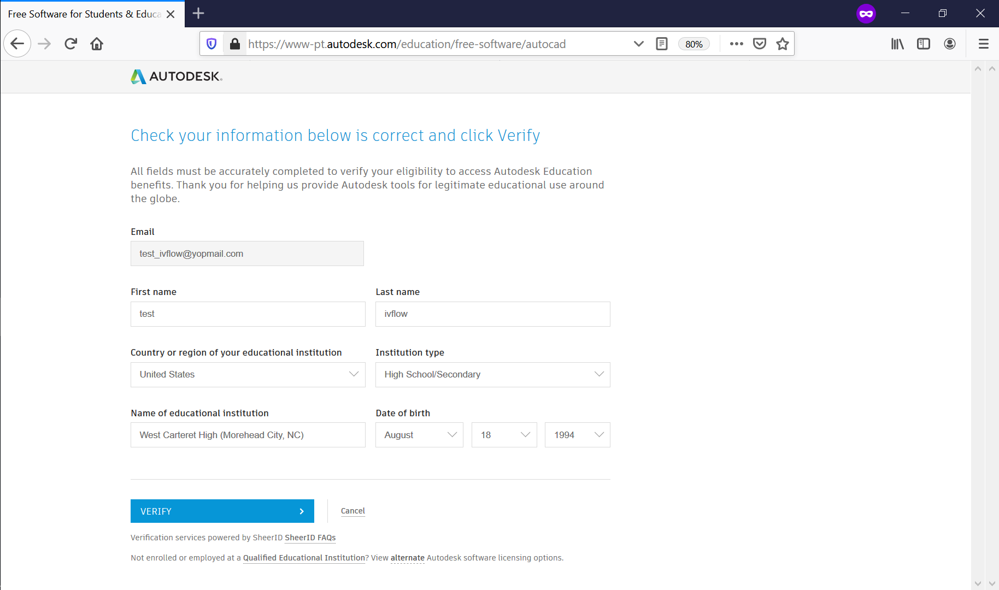 Free Software for Students & Educa
https://www-pt.autodesk.com/education/free-software/autocad
80%
AUTODESK
Check your information below is correct and click Verify
All fields must be accurately completed to verify your eligibility to access Autodesk Education
benefits. Thank you for helping us provide Autodesk tools for legitimate educational use around
the globe.
Email
test_ivflow@yopmail.com
First name
Last name
test
ivflow
Country or region of your educational institution
Institution type
United States
High School/Secondary
Name of educational institution
Date of birth
West Carteret High (Morehead City, NC)
August
18
1994
VERIFY
Cancel
Verification services powered by SheerID SheerID FAQs
Not enrolled or employed at a Qualified Educational Institution? View alternate Autodesk software licensing options.